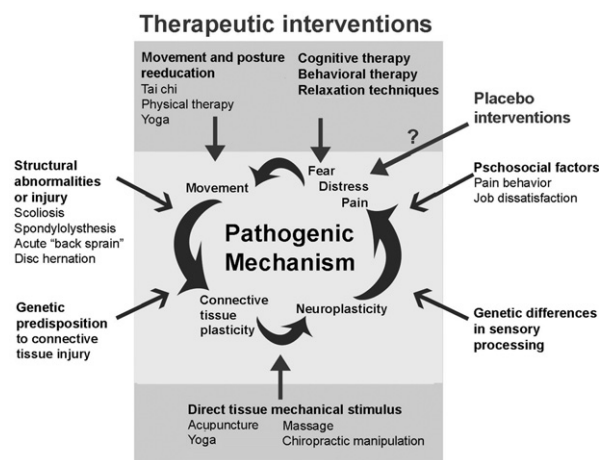 Therapeutic interventions
Movement and posture
reeducation
Tai chi
Physical therapy
Yoga
Cognitive therapy
Behavioral therapy
Relaxation techniques
Placebo
interventions
?
Structural
abnormalities
or injury
Scoliosis
Spondylolysthesis
Acute “back sprain”
Disc hernation
Genetic
predisposition
to connective
tissue injury
Movement
Fear
Distress
Pain
Pathogenic
Mechanism
Connective
tissue
plasticity
Neuroplasticity
Pschosocial factors
Pain behavior
Job dissatisfaction
Genetic differences
in sensory
processing
Direct tissue mechanical stimulus
Acupuncture Massage
Yoga Chiropractic manipulation